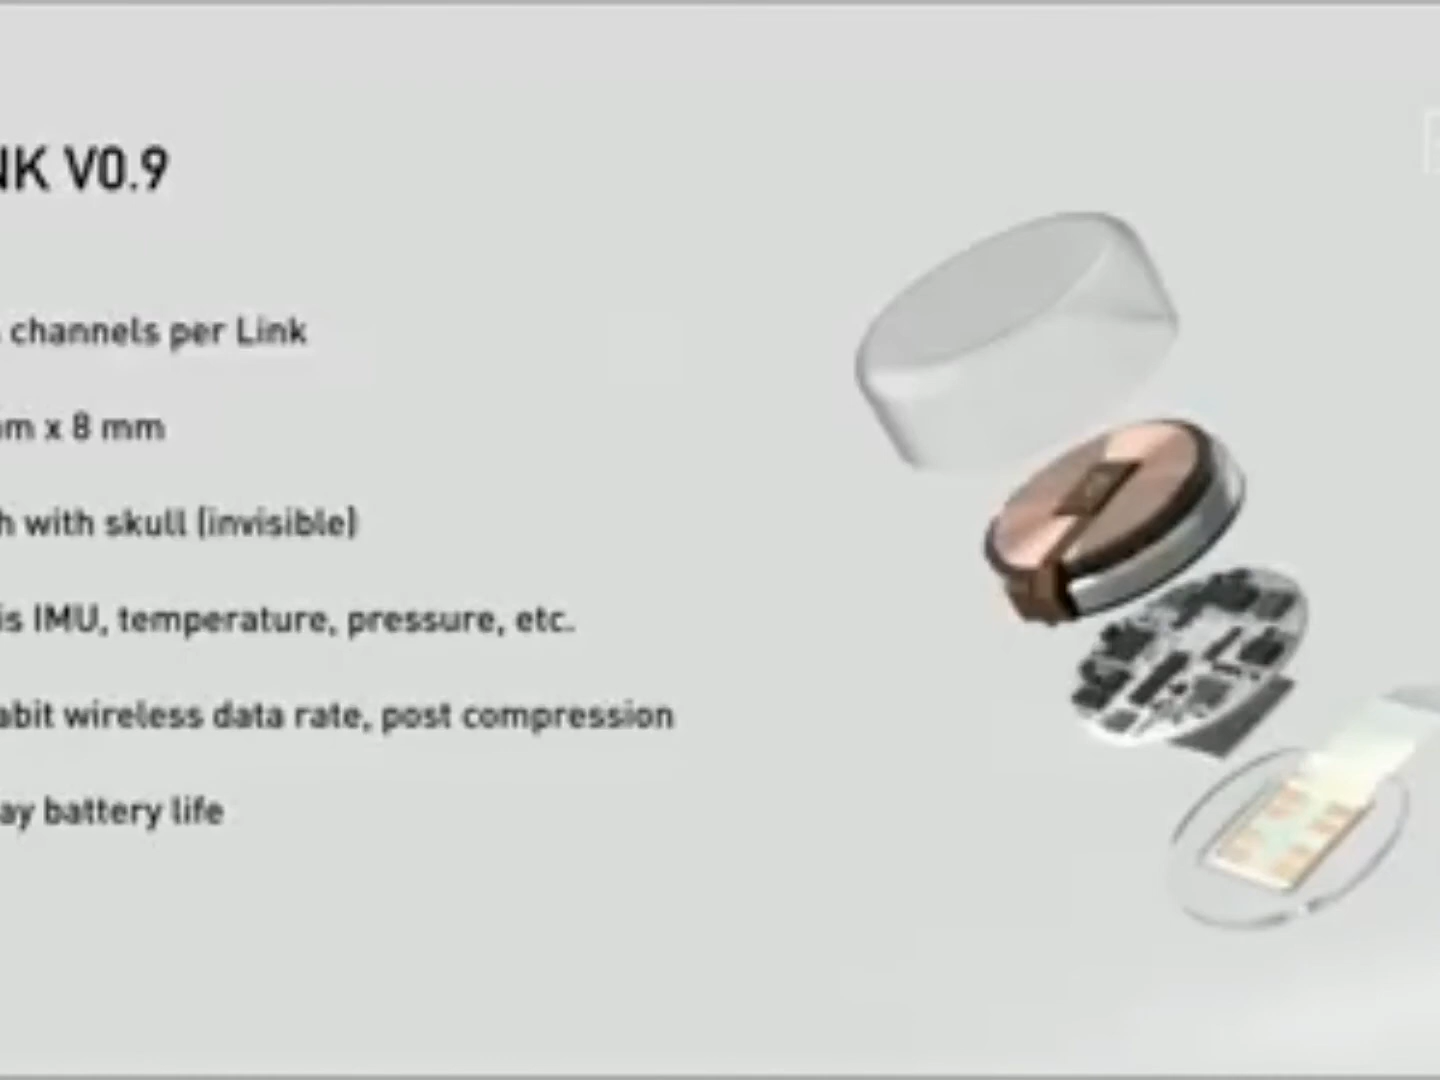 NK V0.9
channels per Link
mm x 8 mm
h with skull (invisible)
is IMU, temperature, pressure, etc.
abit wireless data rate, post compression
ay battery life